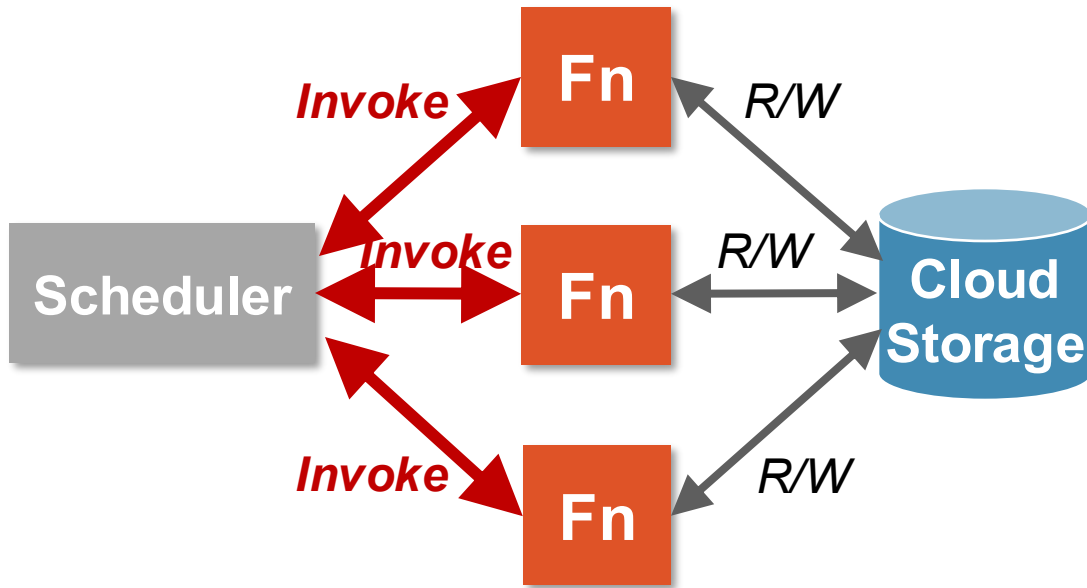 Fn
Invoke
R/W
Invoke
Fn
R/W
Scheduler
Cloud
Storage
Invoke
Fn
R/W